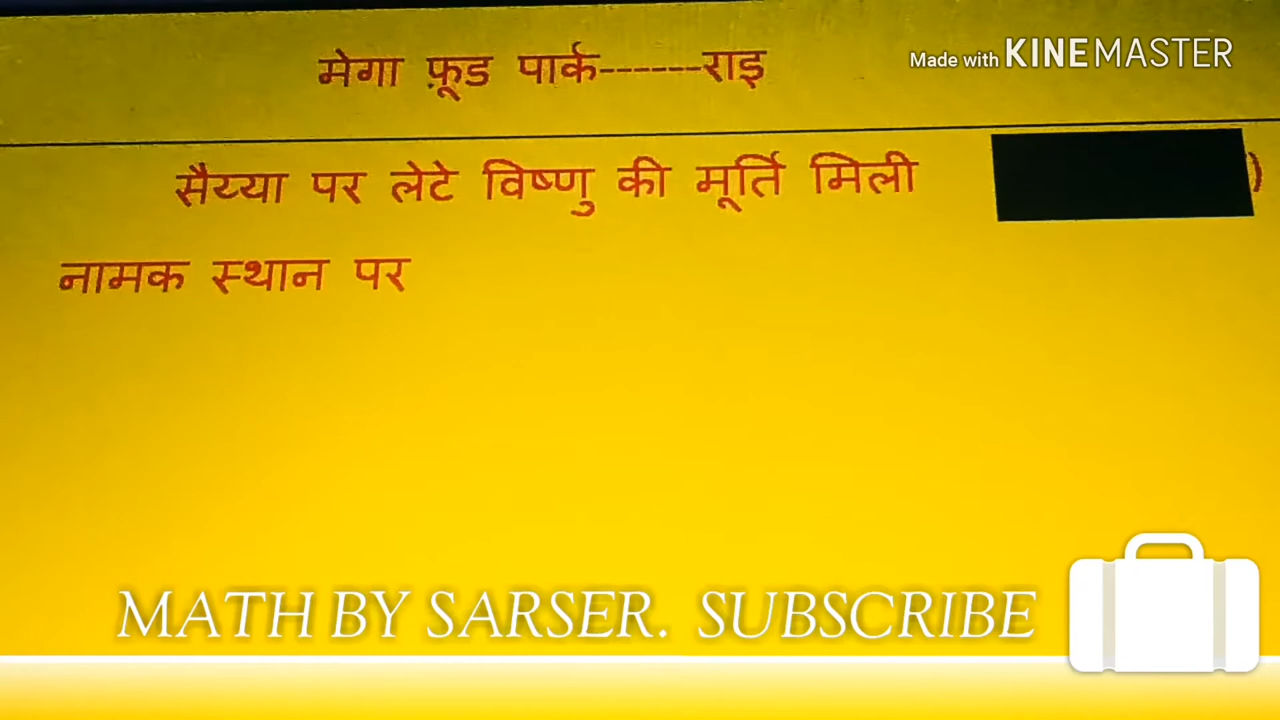 Made with KINEMASTER
मेगा फ़ूड पार्क------राइ
सैय्या पर लेटे विष्णु की मूर्ति मिली )
नामक स्थान पर
MATH BY SARSER. SUBSCRIBE